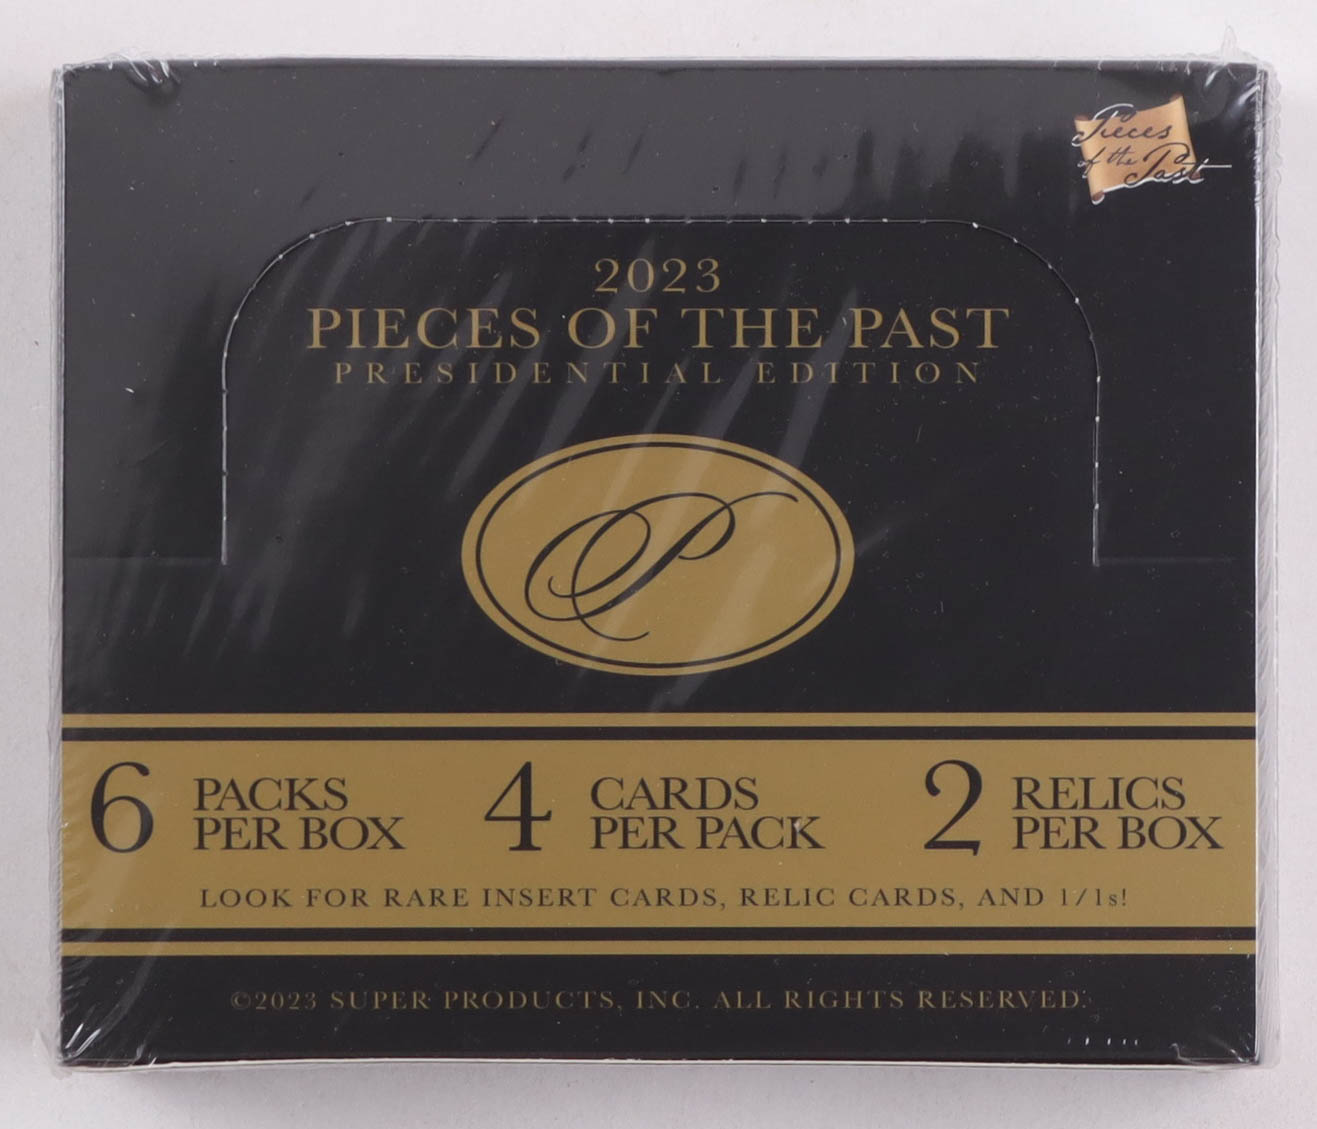 Pieces
of the Past
2023
PIECES OF THE PAST
PRESIDENTIAL EDITION
P
6 PACKS PER BOX
4 CARDS PER PACK
2 RELICS PER BOX
LOOK FOR RARE INSERT CARDS, RELIC CARDS, AND 1/1s!
©2023 SUPER PRODUCTS, INC. ALL RIGHTS RESERVED.